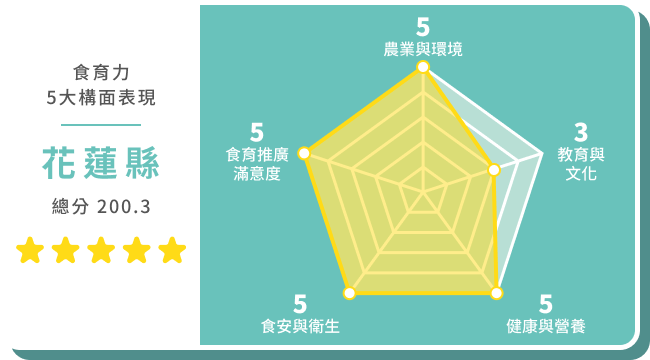 食育力
5大構面表現
花蓮縣
總分 200.3
5
農業與環境
3
教育與
文化
5
健康與營養
5
食安與衛生
5
食育推廣
滿意度